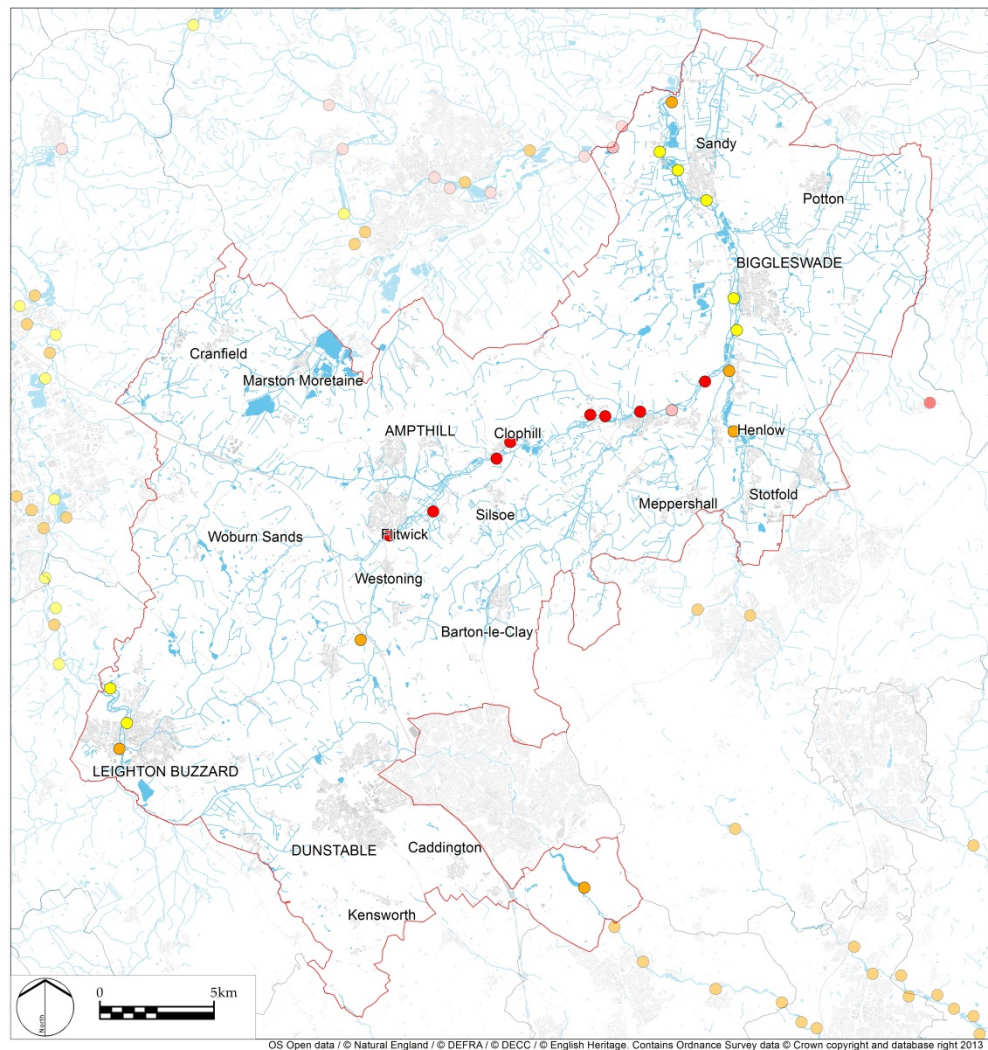 Sandy
Potton
BIGGLESWADE
Cranfield
Marston Moretaine
AMPTHILL
Clophill
Henlow
Meppershall
Stotfold
Silsoe
Flitwick
Woburn Sands
Westoning
Barton-le-Clay
LEIGHTON BUZZARD
DUNSTABLE
Caddington
Kensworth
North
0
5km
OS Open data / © Natural England / © DEFRA / © DECC / © English Heritage. Contains Ordnance Survey data © Crown copyright and database right 2013